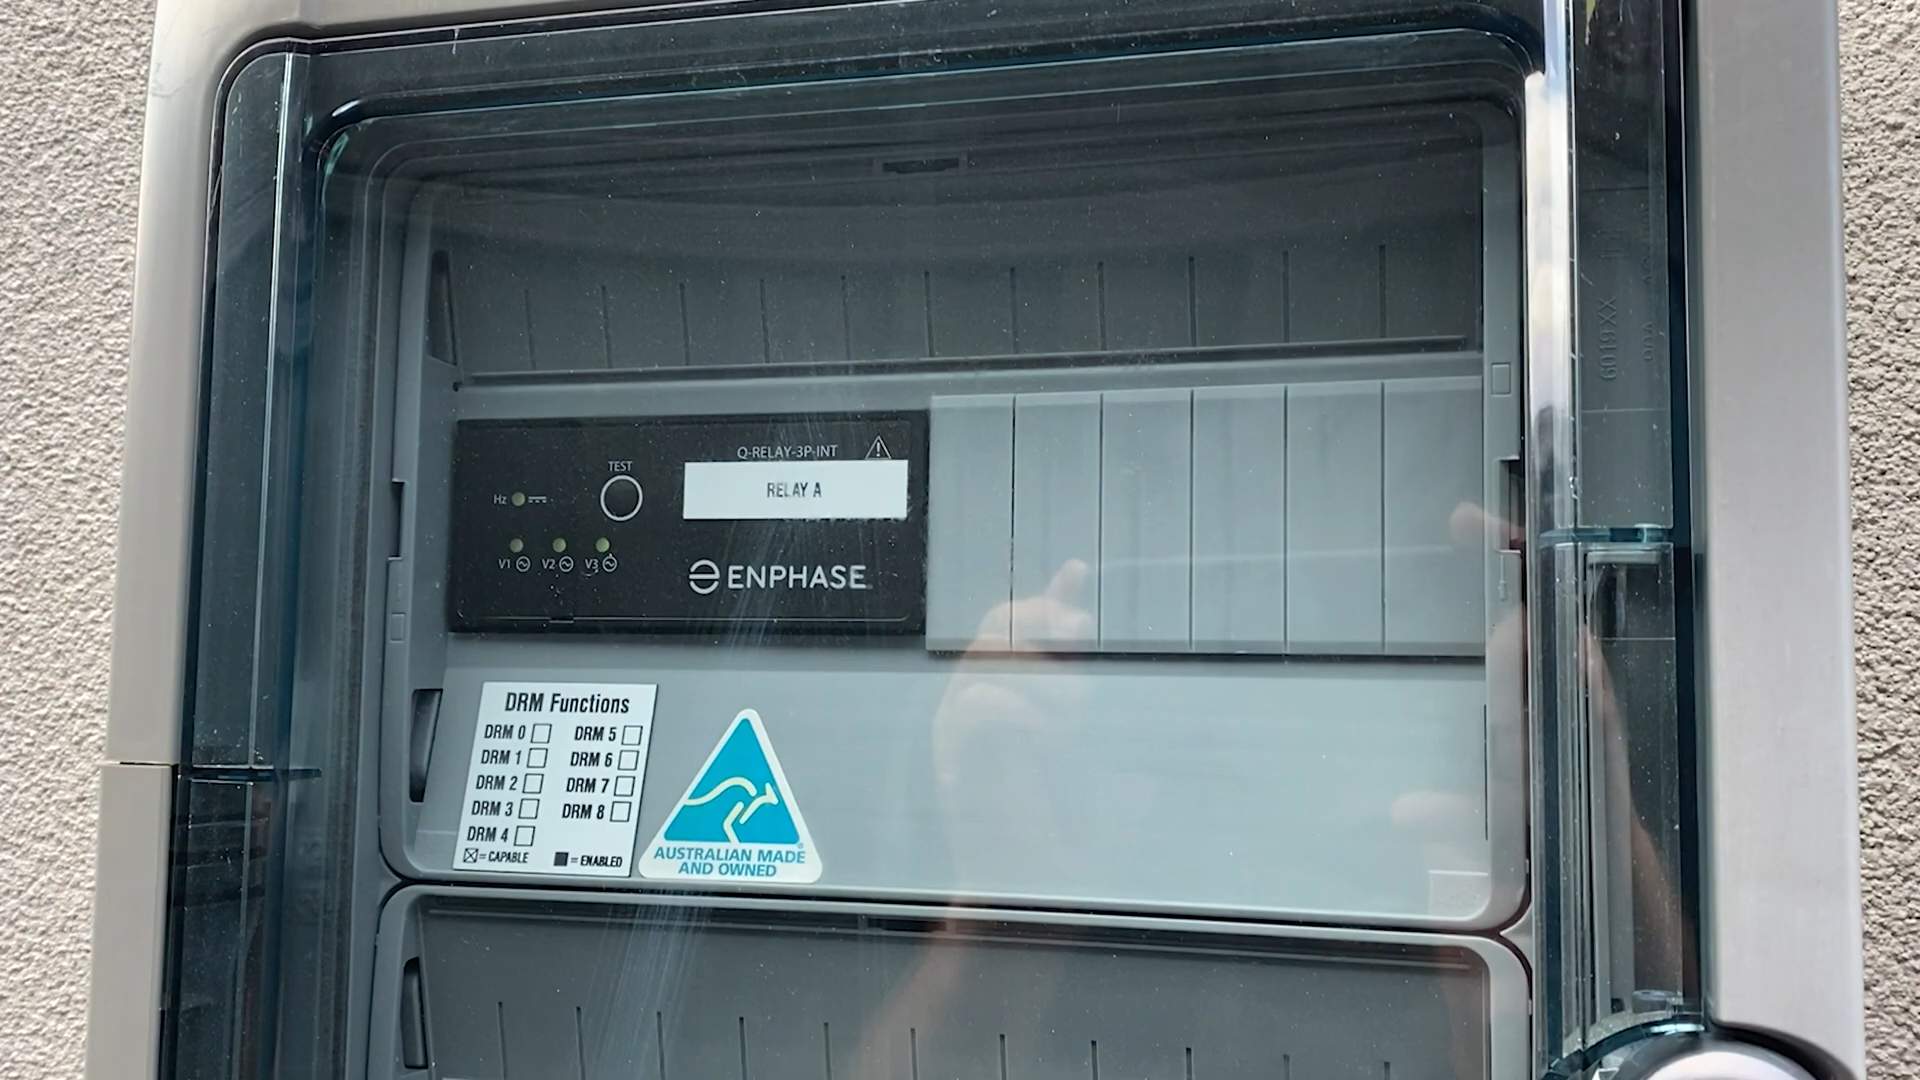 Q-RELAY-3P-INT
TEST
RELAY A
Hz
V1 V2 V3
ENPHASE
DRM Functions
DRM 0 DRM 5
DRM 1 DRM 6
DRM 2 DRM 7
DRM 3 DRM 8
DRM 4
= CAPABLE = ENABLED
AUSTRALIAN MADE
AND OWNED
6019XX